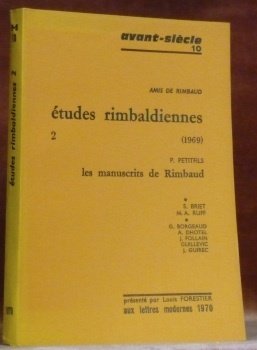 avant-siècle
10
AMIS DE RIMBAUD
études rimbaldiennes
2 (1969)
P. PETITFILS
les manuscrits de Rimbaud
S. BRIET
M. A. RUFF
G. BORGEAUD
A. DHOTEL
J. FOLLAIN
GUILLEVIC
L. GUIREC
présenté par Louis FORESTIER
aux lettres modernes 1970
études rimbaldiennes 2